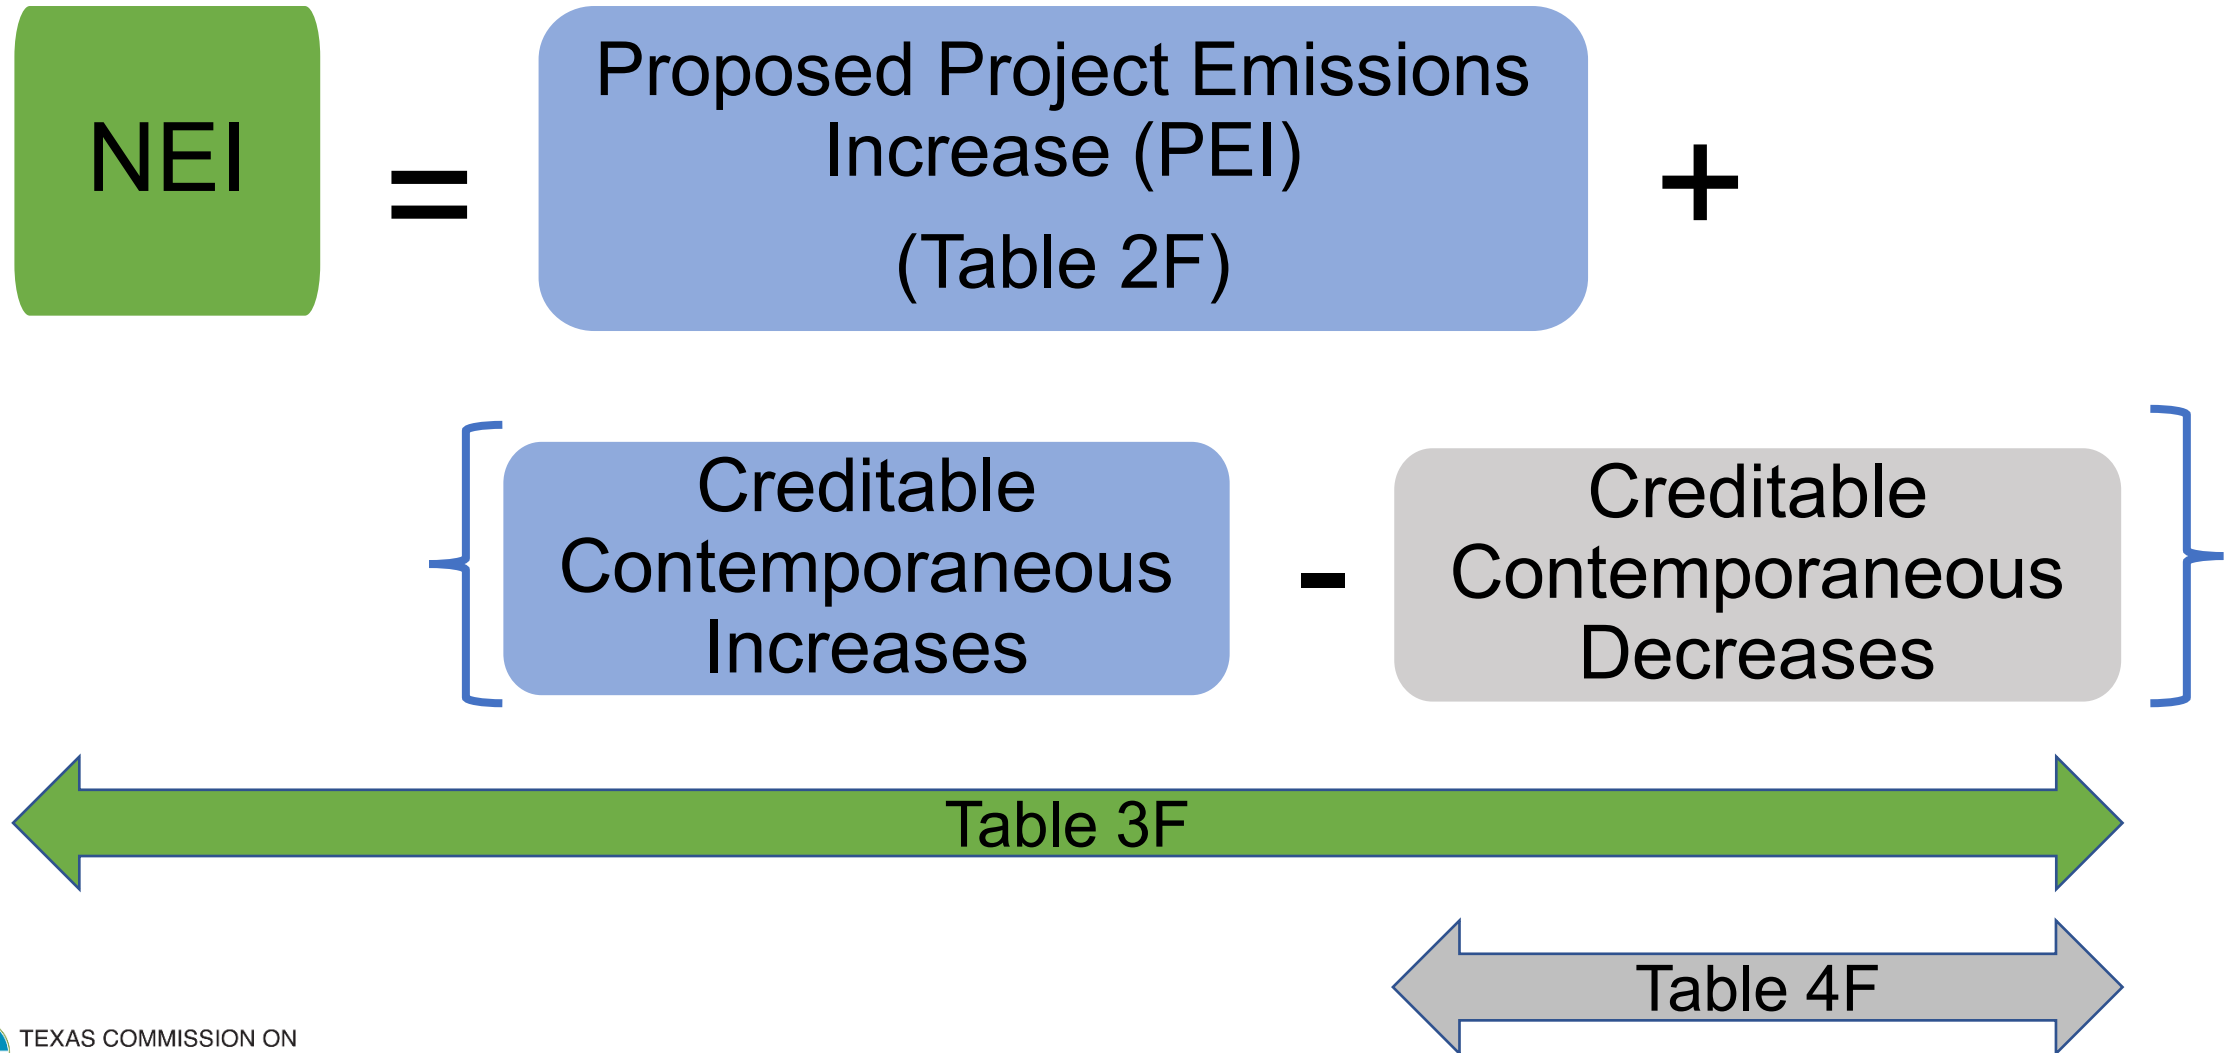 NEI
=
Proposed Project Emissions
Increase (PEI)
(Table 2F)
+
Creditable
Contemporaneous
Increases
-
Creditable
Contemporaneous
Decreases
Table 3F
Table 4F
TEXAS COMMISSION ON